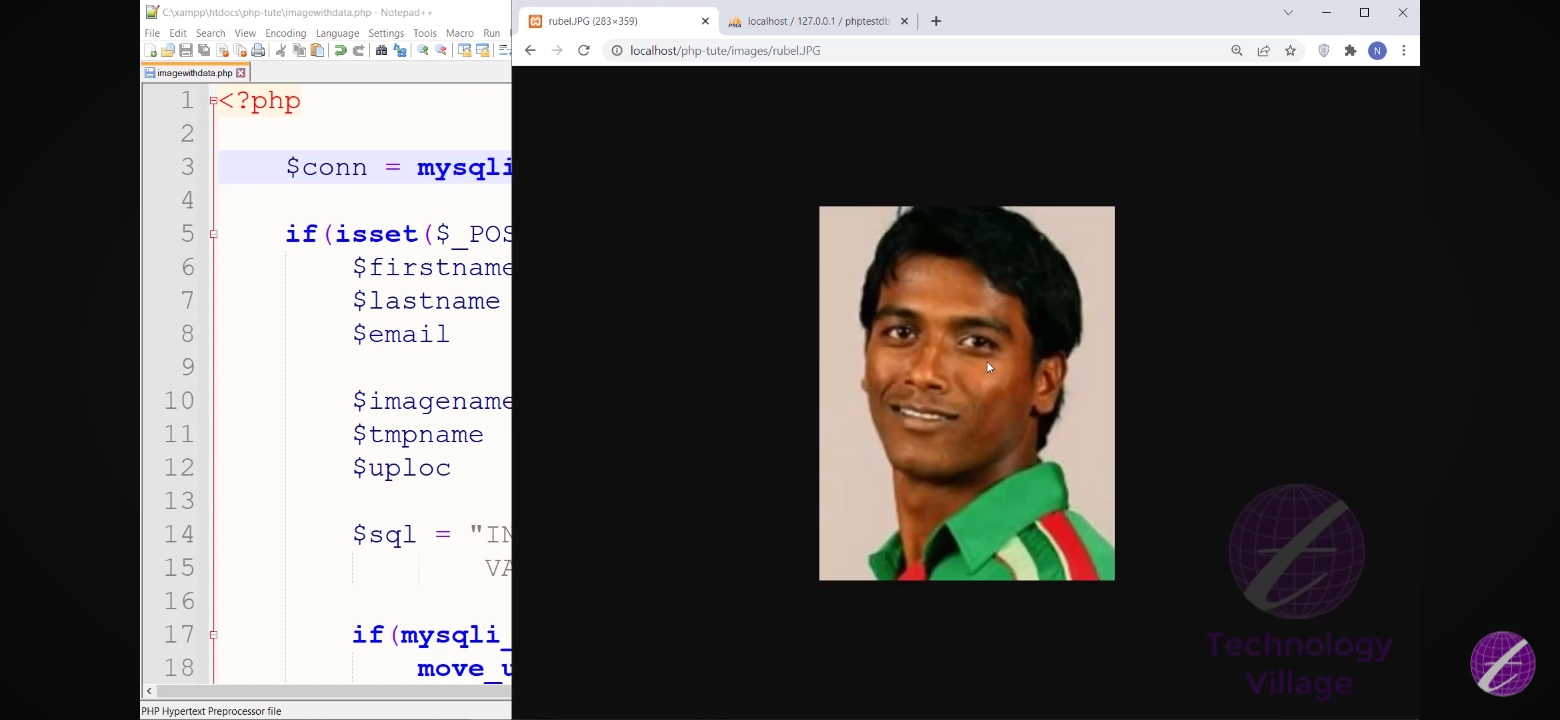 C:\xampp\htdocs\php-tute\imagewithdata.php - Notepad++
File Edit Search View Encoding Language Settings Tools Macro Run
imagewithdata.php
1 <?php
2
3 $conn = mysqli
4
5 if(isset($_POS
6 $firstname
7 $lastname
8 $email
9
10 $imagename
11 $tmpname
12 $uploc
13
14 $sql = "IN
15 VA
16
17 if(mysqli_
18 move_u
PHP Hypertext Preprocessor file
rubel.JPG (283×359)
localhost / 127.0.0.1 / phptestdb
localhost/php-tute/images/rubel.JPG
N
Technology
Village